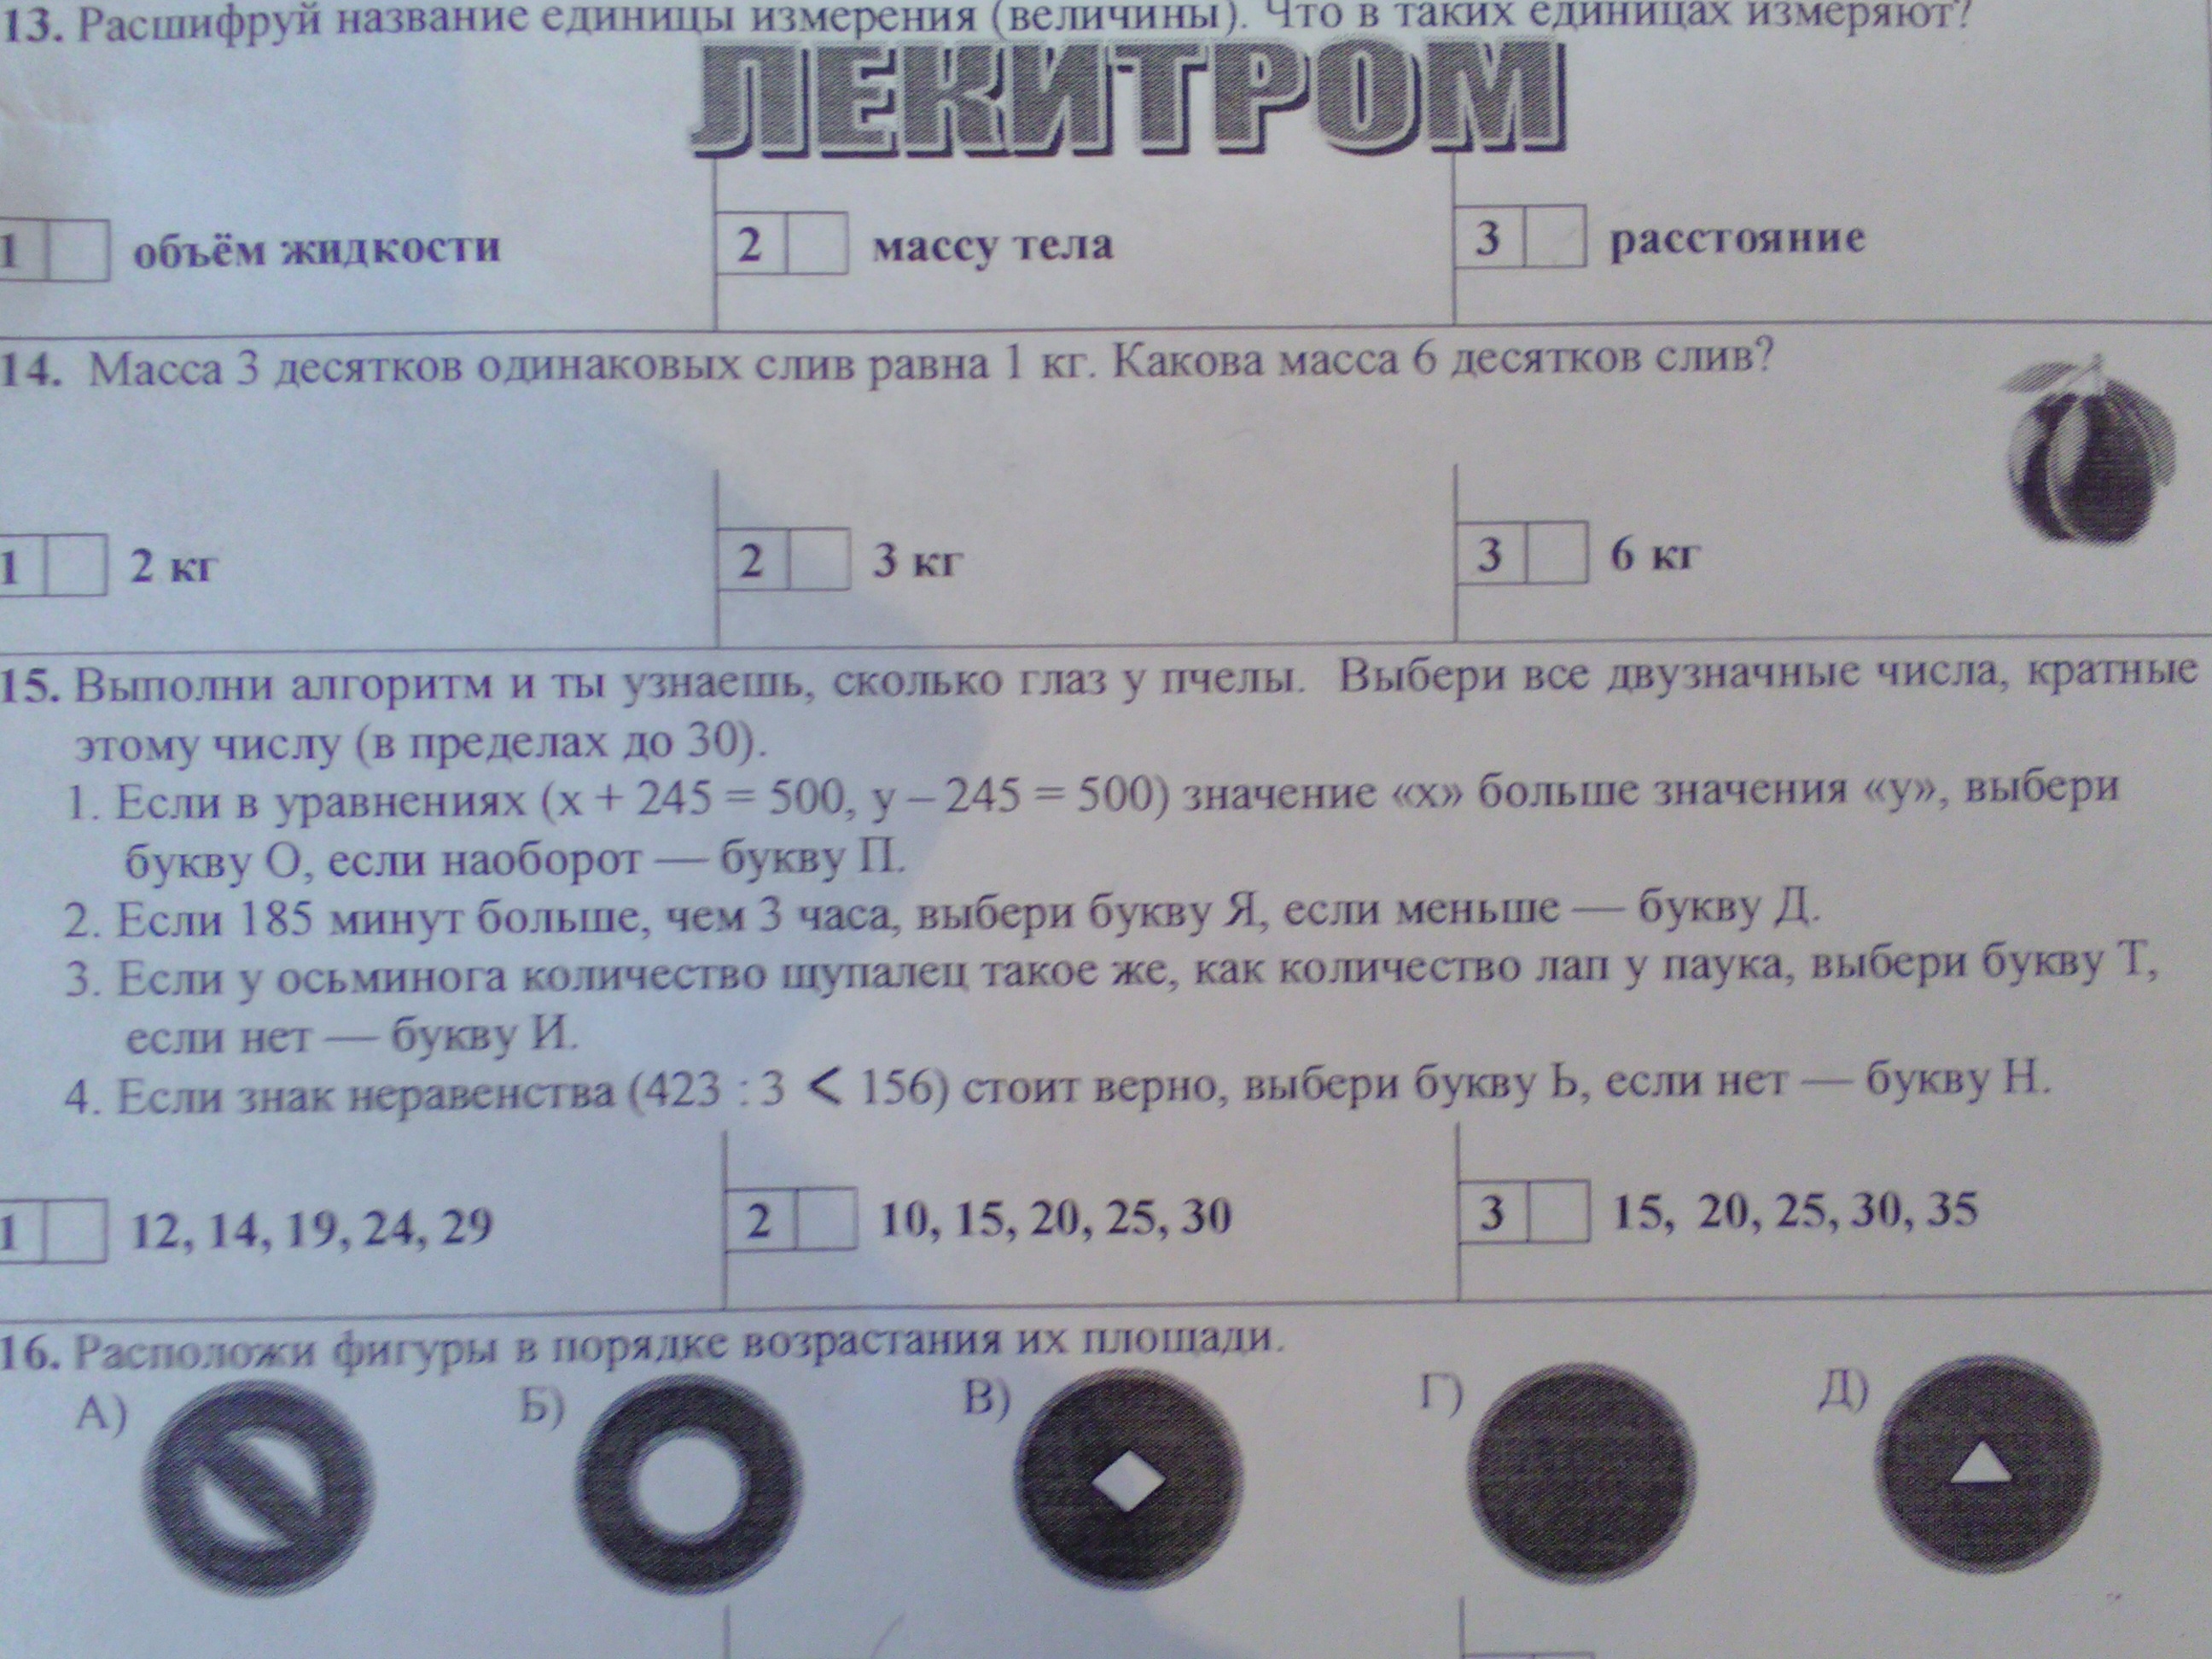 13. Расшифруй название единицы измерения (величины). Что в таких единицах измеряют?
ЛЕКИТРОМ
1 объём жидкости 2 массу тела 3 расстояние
14. Масса 3 десятков одинаковых слив равна 1 кг. Какова масса 6 десятков слив?
1 2 кг 2 3 кг 3 6 кг
15. Выполни алгоритм и ты узнаешь, сколько глаз у пчелы. Выбери все двузначные числа, кратные
этому числу (в пределах до 30).
1. Если в уравнениях (х + 245 = 500, у – 245 = 500) значение «х» больше значения «у», выбери
букву О, если наоборот — букву П.
2. Если 185 минут больше, чем 3 часа, выбери букву Я, если меньше — букву Д.
3. Если у осьминога количество щупалец такое же, как количество лап у паука, выбери букву Т,
если нет — букву И.
4. Если знак неравенства (423 : 3 < 156) стоит верно, выбери букву Ь, если нет — букву Н.
1 12, 14, 19, 24, 29 2 10, 15, 20, 25, 30 3 15, 20, 25, 30, 35
16. Расположи фигуры в порядке возрастания их площади.
А) Б) В) Г) Д)